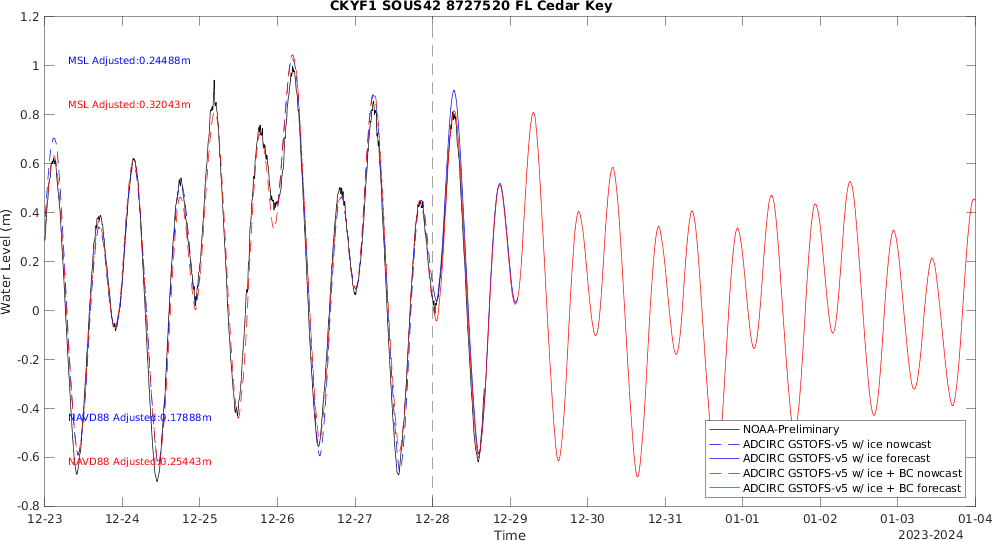 CKYF1 SOUS42 8727520 FL Cedar Key
Water Level (m)
1.2
1
0.8
0.6
0.4
0.2
0
-0.2
-0.4
-0.6
-0.8
MSL Adjusted:0.24488m
MSL Adjusted:0.32043m
NAVD88 Adjusted:0.17888m
NAVD88 Adjusted:0.25443m
NOAA-Preliminary
ADCIRC GSTOFS-v5 w/ ice nowcast
ADCIRC GSTOFS-v5 w/ ice forecast
ADCIRC GSTOFS-v5 w/ ice + BC nowcast
ADCIRC GSTOFS-v5 w/ ice + BC forecast
12-23 12-24 12-25 12-26 12-27 12-28 12-29 12-30 12-31 01-01 01-02 01-03 01-04
Time
2023-2024